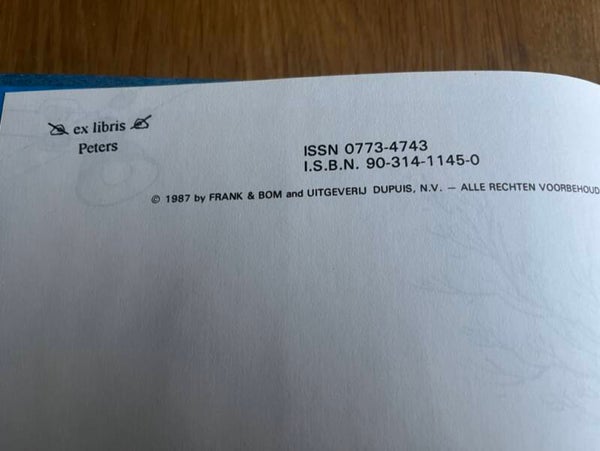 ex libris
Peters
ISSN 0773-4743
I.S.B.N. 90-314-1145-0
© 1987 by FRANK & BOM and UITGEVERIJ DUPUIS, N.V. — ALLE RECHTEN VOORBEHOUD